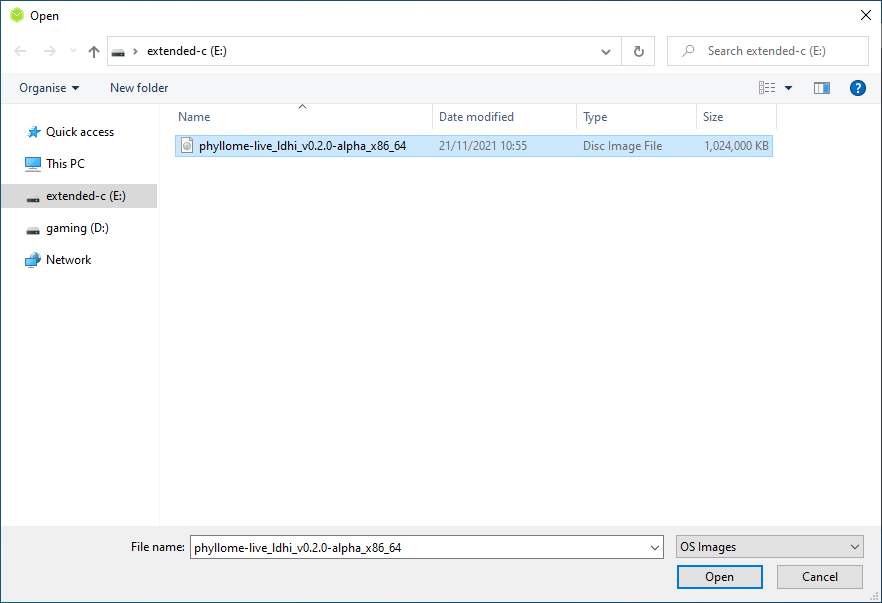 Open
extended-c (E:)
Search extended-c (E:)
Organise
New folder
?
Name
Date modified
Type
Size
Quick access
This PC
extended-c (E:)
gaming (D:)
Network
phyllome-live_ldhi_v0.2.0-alpha_x86_64 21/11/2021 10:55 Disc Image File 1,024,000 KB
File name: phyllome-live_ldhi_v0.2.0-alpha_x86_64
OS Images
Open
Cancel